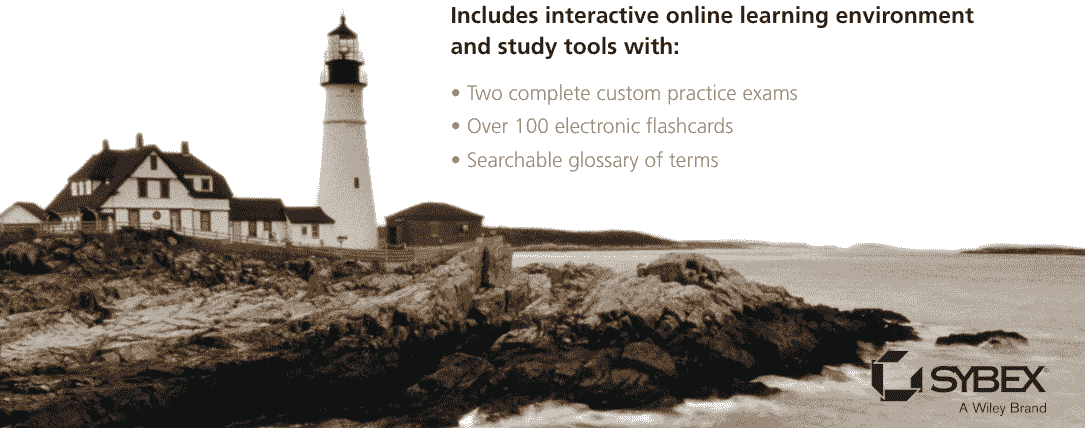 Includes interactive online learning environment
and study tools with:
• Two complete custom practice exams
• Over 100 electronic flashcards
• Searchable glossary of terms
SYBEX
A Wiley Brand